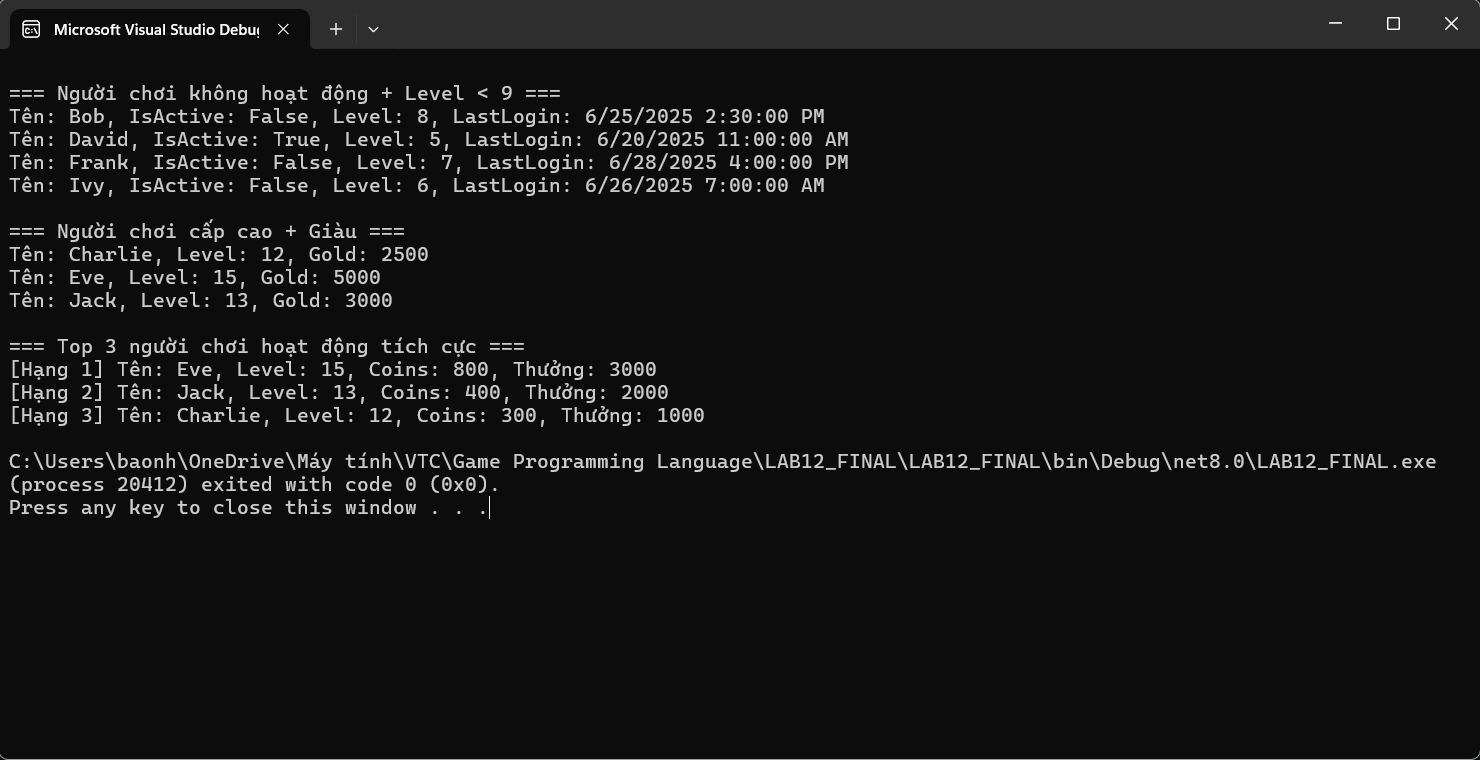 Microsoft Visual Studio Debug
=== Người chơi không hoạt động + Level < 9 ===
Tên: Bob, IsActive: False, Level: 8, LastLogin: 6/25/2025 2:30:00 PM
Tên: David, IsActive: True, Level: 5, LastLogin: 6/20/2025 11:00:00 AM
Tên: Frank, IsActive: False, Level: 7, LastLogin: 6/28/2025 4:00:00 PM
Tên: Ivy, IsActive: False, Level: 6, LastLogin: 6/26/2025 7:00:00 AM
=== Người chơi cấp cao + Giàu ===
Tên: Charlie, Level: 12, Gold: 2500
Tên: Eve, Level: 15, Gold: 5000
Tên: Jack, Level: 13, Gold: 3000
=== Top 3 người chơi hoạt động tích cực ===
[Hạng 1] Tên: Eve, Level: 15, Coins: 800, Thưởng: 3000
[Hạng 2] Tên: Jack, Level: 13, Coins: 400, Thưởng: 2000
[Hạng 3] Tên: Charlie, Level: 12, Coins: 300, Thưởng: 1000
C:\Users\baonh\OneDrive\Máy tính\VTC\Game Programming Language\LAB12_FINAL\LAB12_FINAL\bin\Debug\net8.0\LAB12_FINAL.exe
(process 20412) exited with code 0 (0x0).
Press any key to close this window . . .